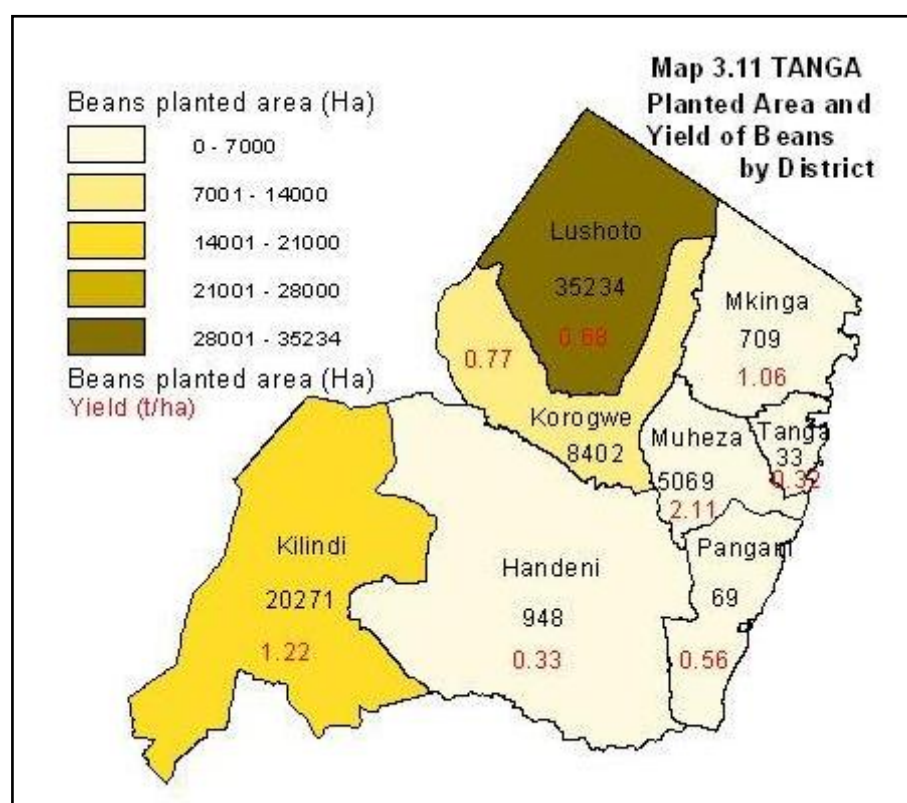 Map 3.11 TANGA
Planted Area and
Yield of Beans
by District
Beans planted area (Ha)
0 - 7000
7001 - 14000
14001 - 21000
21001 - 28000
28001 - 35234
Beans planted area (Ha)
Yield (t/ha)
Lushoto
35234
0.68
Mkinga
709
1.06
0.77
Korogwe
8402
Muheza
5069
2.11
Tanga
33
0.32
Kilindi
20271
1.22
Handeni
948
0.33
Pangani
69
0.56